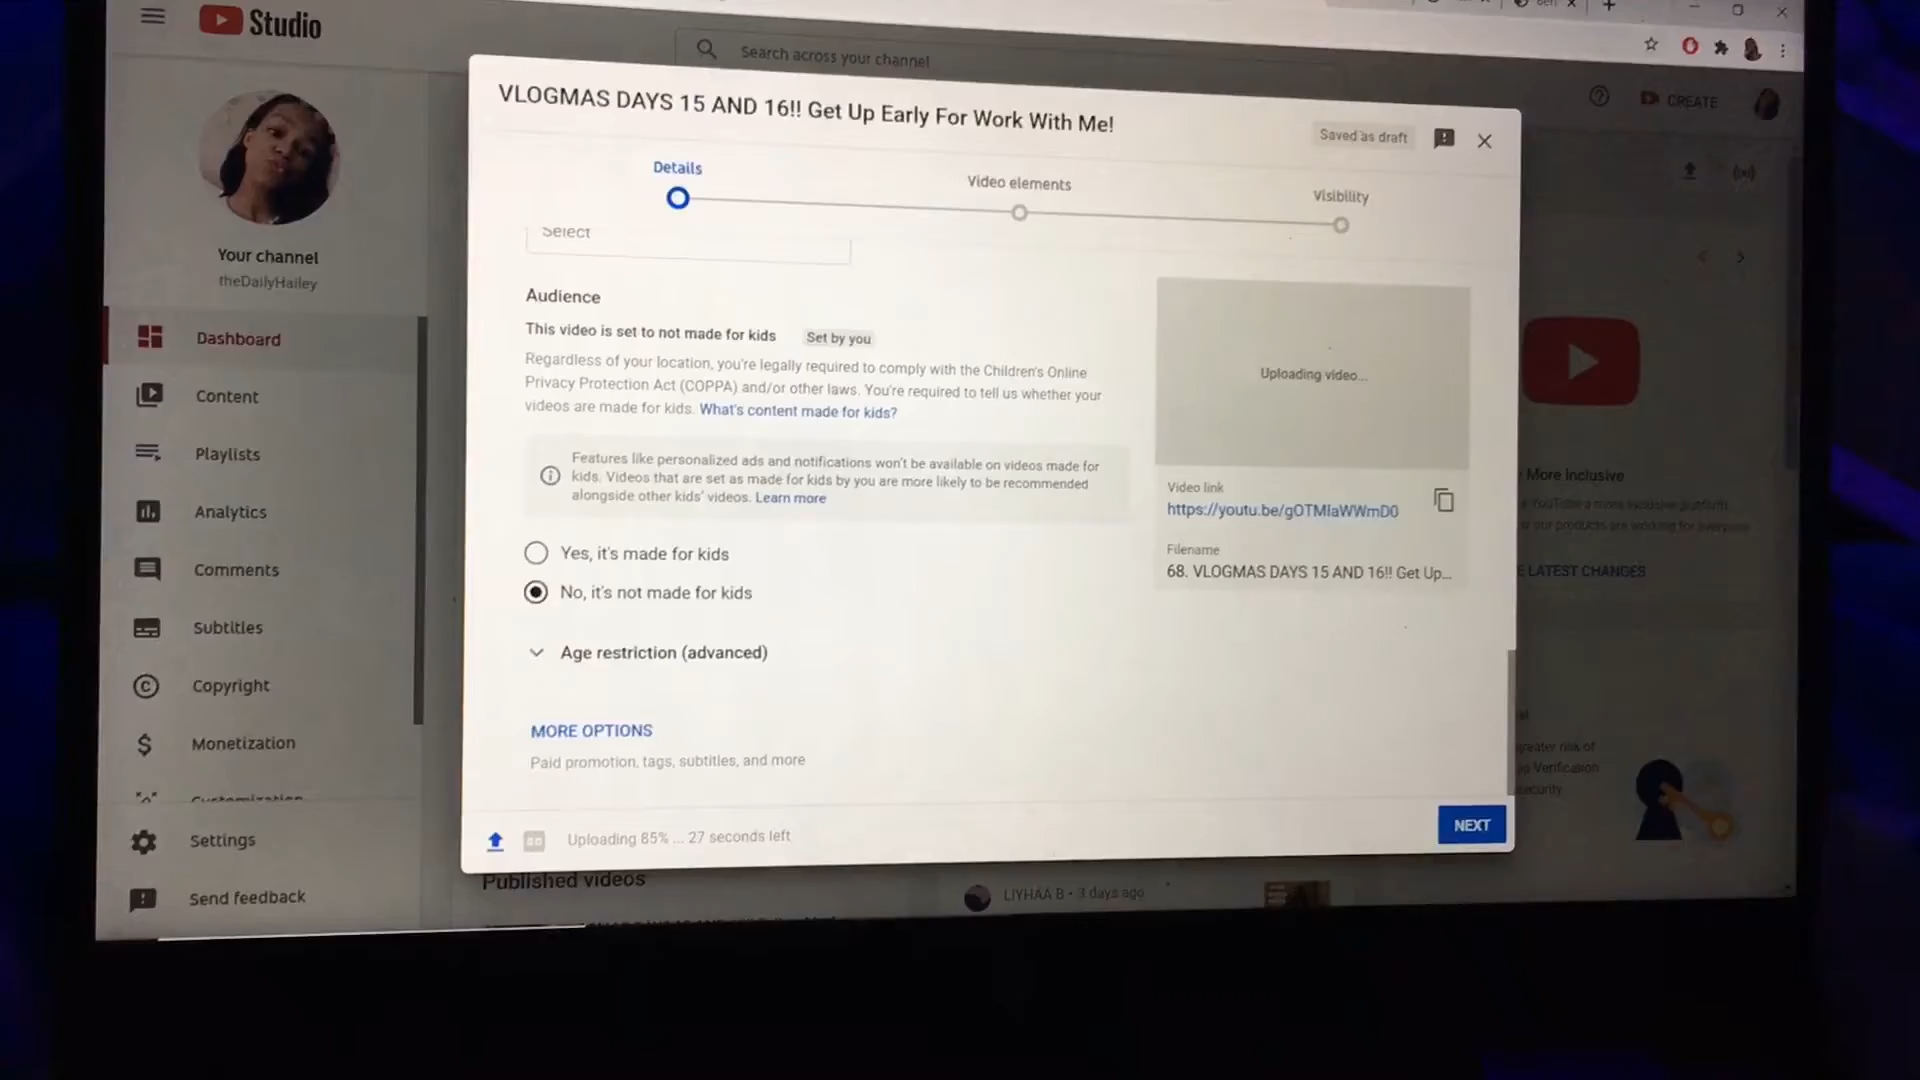 Studio
Search across your channel
CREATE
Your channel
theDailyHailey
Dashboard
Content
Playlists
Analytics
Comments
Subtitles
Copyright
Monetization
Customization
Settings
Send feedback
VLOGMAS DAYS 15 AND 16!! Get Up Early For Work With Me!
Saved as draft
Details
Video elements
Visibility
Select
Audience
This video is set to not made for kids Set by you
Regardless of your location, you're legally required to comply with the Children's Online
Privacy Protection Act (COPPA) and/or other laws. You're required to tell us whether your
videos are made for kids. What's content made for kids?
Features like personalized ads and notifications won't be available on videos made for
kids. Videos that are set as made for kids by you are more likely to be recommended
alongside other kids' videos. Learn more
Yes, it's made for kids
No, it's not made for kids
Age restriction (advanced)
MORE OPTIONS
Paid promotion, tags, subtitles, and more
Uploading video...
Video link
https://youtu.be/gOTMIaWWmD0
Filename
68. VLOGMAS DAYS 15 AND 16!! Get Up...
Uploading 85% ... 27 seconds left
NEXT
More Inclusive
YouTube a more inclusive platform.
our products are working for everyone
LATEST CHANGES
greater risk of
Verification
security.
Published videos
LIYHAA B • 3 days ago